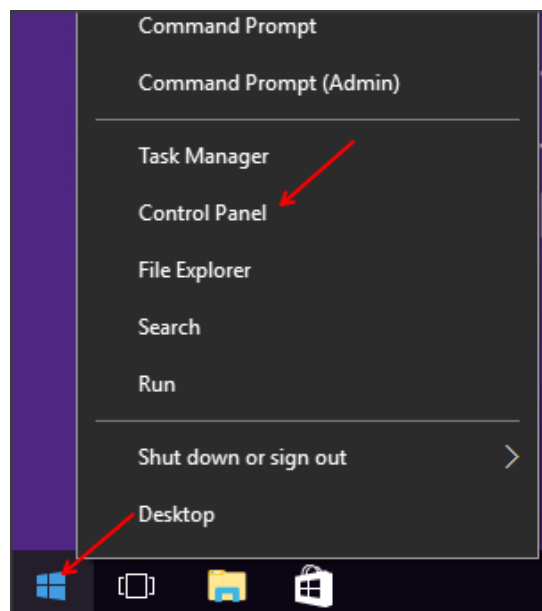 Command Prompt
Command Prompt (Admin)
Task Manager
Control Panel
File Explorer
Search
Run
Shut down or sign out
Desktop